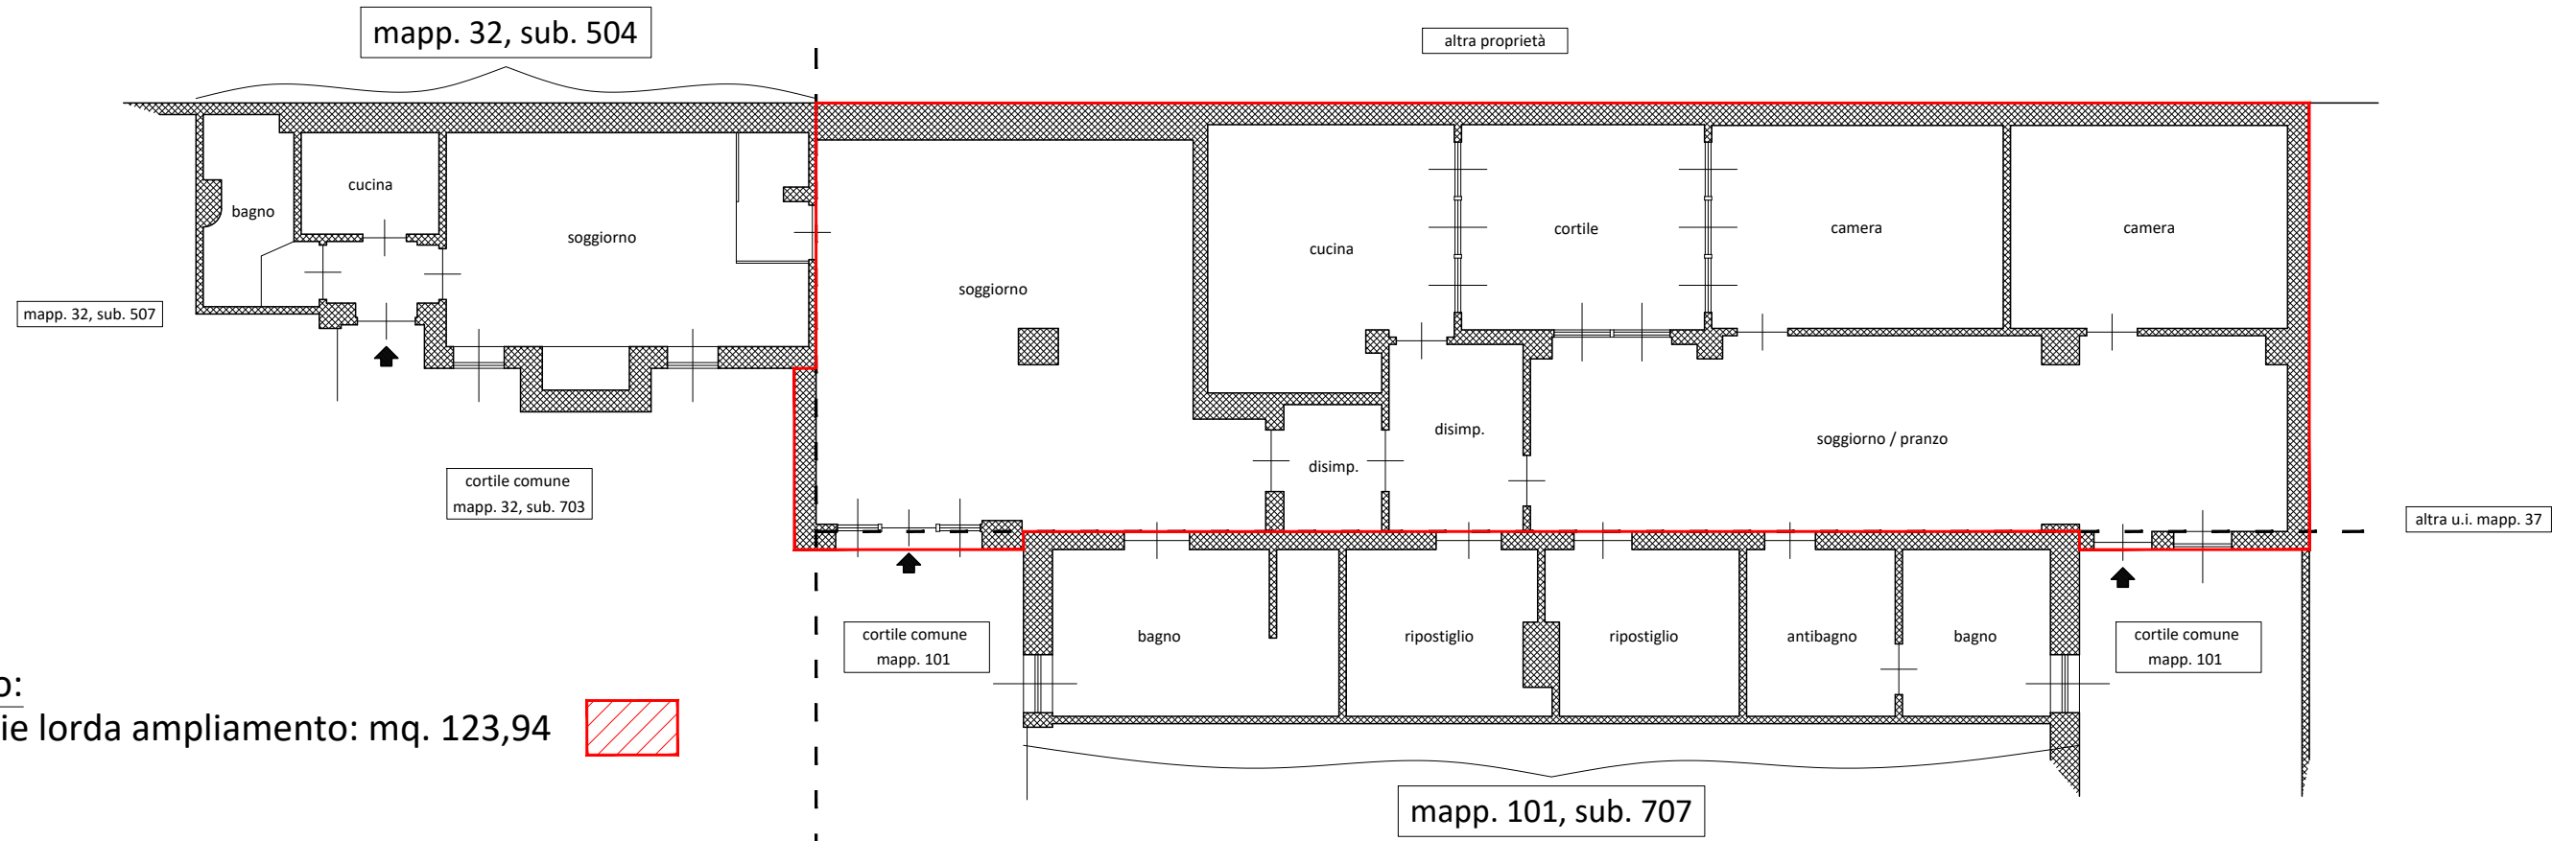 mapp. 32, sub. 504
altra proprietà
cucina
bagno
soggiorno
mapp. 32, sub. 507
soggiorno
cucina
cortile
camera
camera
disimp.
disimp.
soggiorno / pranzo
cortile comune
mapp. 32, sub. 703
altra u.i. mapp. 37
cortile comune
mapp. 101
bagno
ripostiglio
ripostiglio
antibagno
bagno
cortile comune
mapp. 101
lorda ampliamento: mq. 123,94
mapp. 101, sub. 707